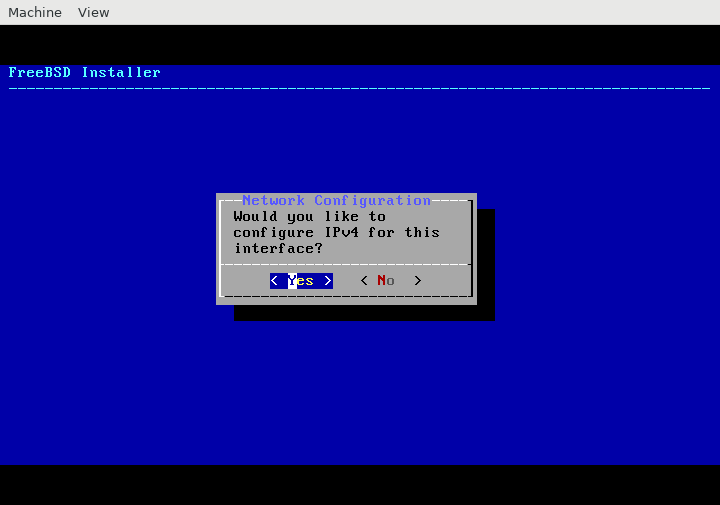 Machine View
FreeBSD Installer
Network Configuration
Would you like to
configure IPv4 for this
interface?
< Yes > < No >